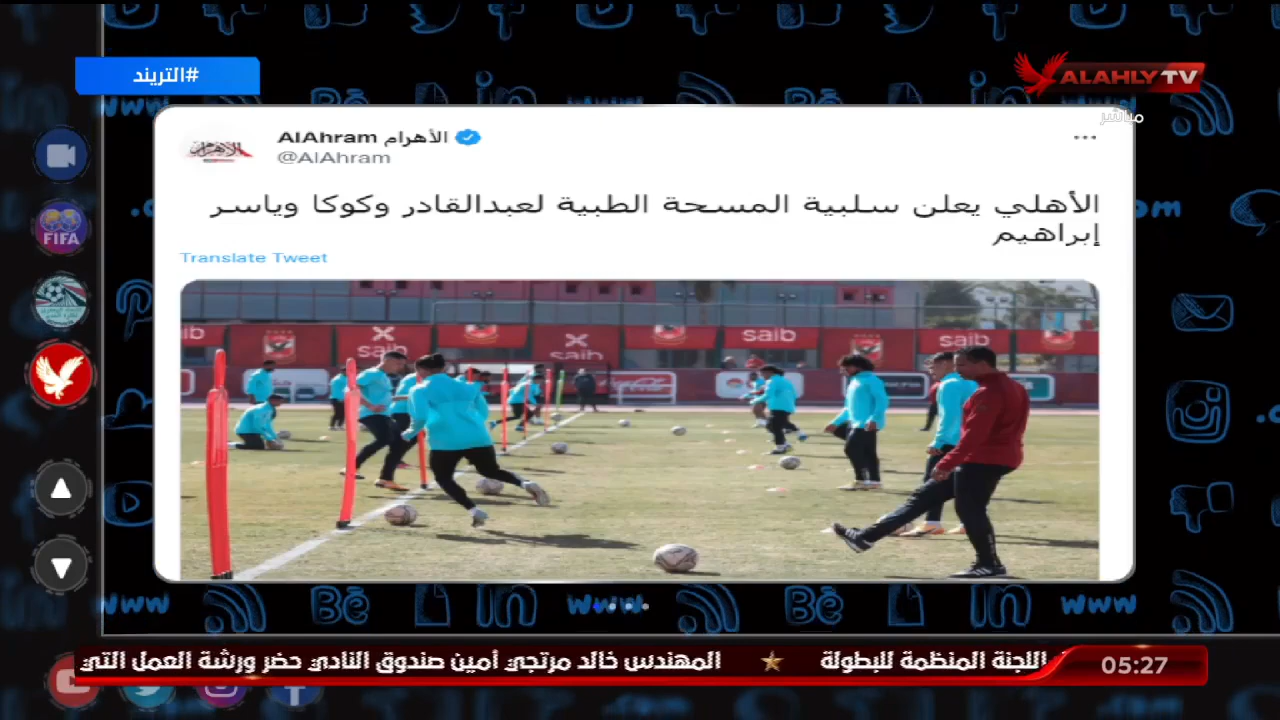 #التريند
ALAHLY TV
مباشر
AlAhram الأهرام
@AlAhram
الأهلي يعلن سلبية المسحة الطبية لعبدالقادر وكوكا وياسر
إبراهيم
Translate Tweet
saib
saib
saib
saib
FIFA
اللجنة المنظمة للبطولة ★ المهندس خالد مرتجي أمين صندوق النادي حضر ورشة العمل التي
05:27